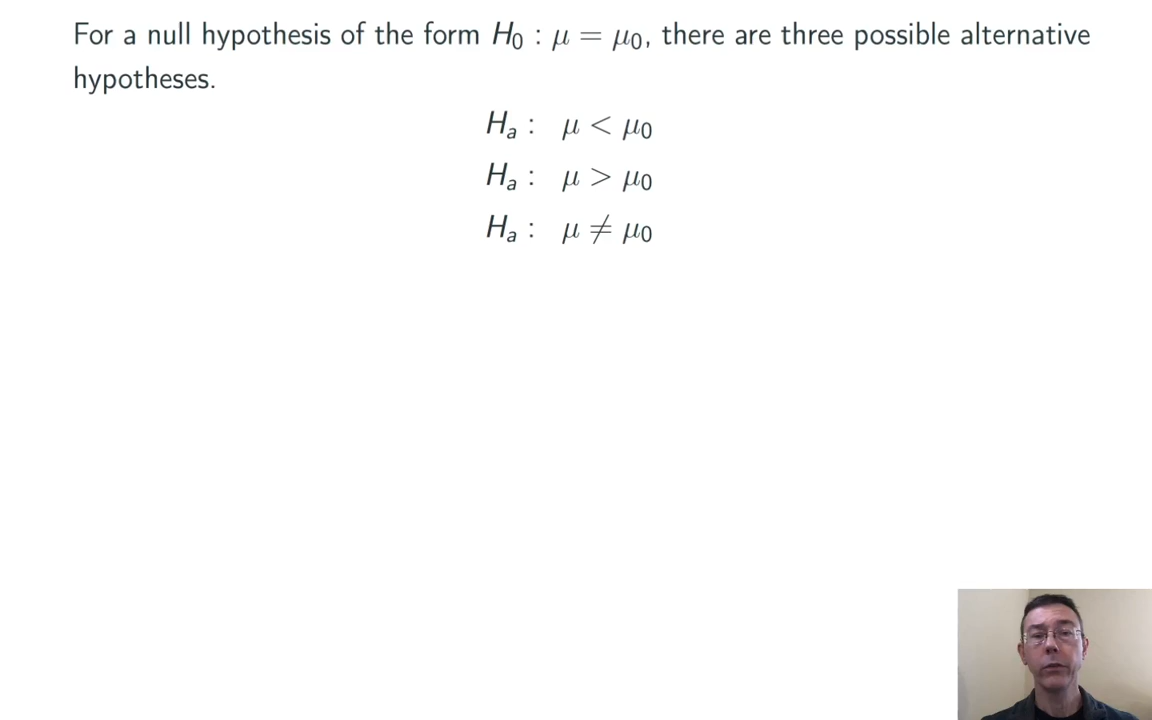 For a null hypothesis of the form H₀ : μ = μ₀, there are three possible alternative
hypotheses.
Hₐ : μ < μ₀
Hₐ : μ > μ₀
Hₐ : μ ≠ μ₀